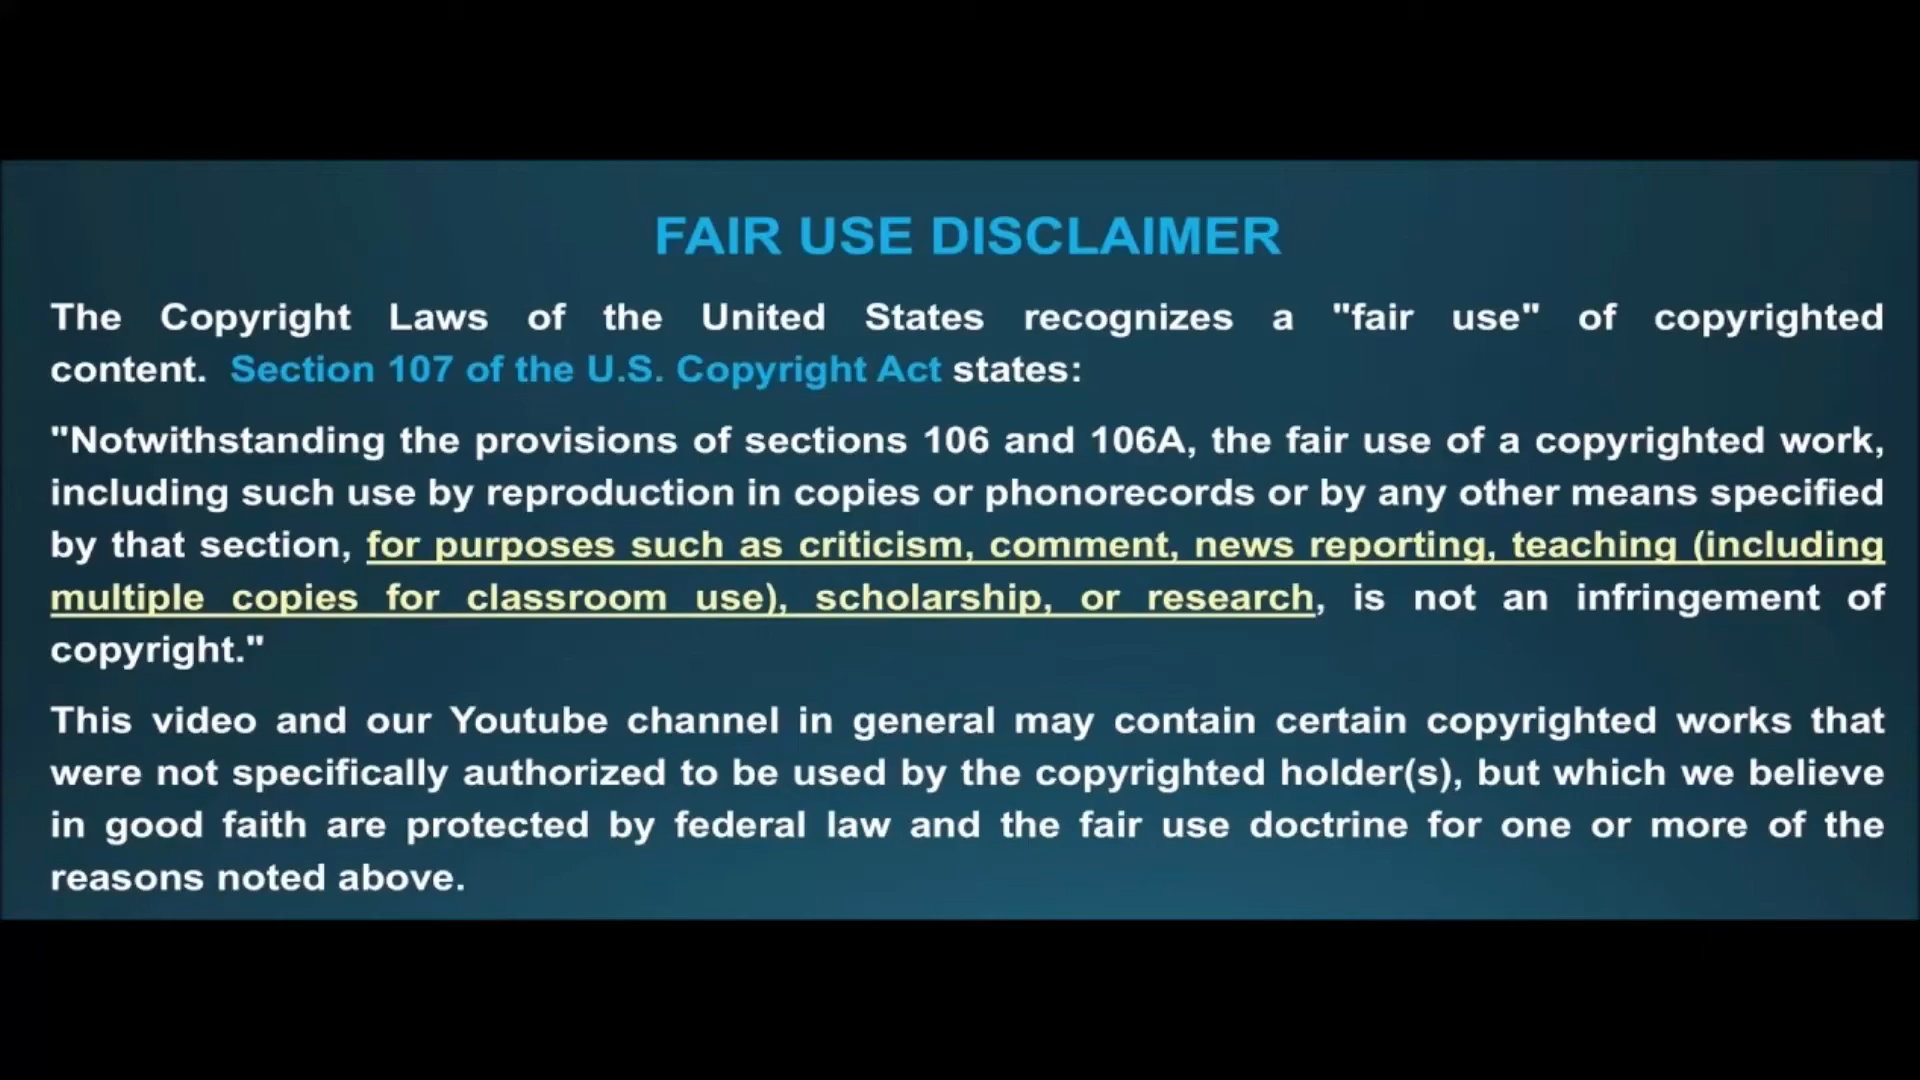 FAIR USE DISCLAIMER
The Copyright Laws of the United States recognizes a "fair use" of copyrighted
content. Section 107 of the U.S. Copyright Act states:
"Notwithstanding the provisions of sections 106 and 106A, the fair use of a copyrighted work,
including such use by reproduction in copies or phonorecords or by any other means specified
by that section, for purposes such as criticism, comment, news reporting, teaching (including
multiple copies for classroom use), scholarship, or research, is not an infringement of
copyright."
This video and our Youtube channel in general may contain certain copyrighted works that
were not specifically authorized to be used by the copyrighted holder(s), but which we believe
in good faith are protected by federal law and the fair use doctrine for one or more of the
reasons noted above.